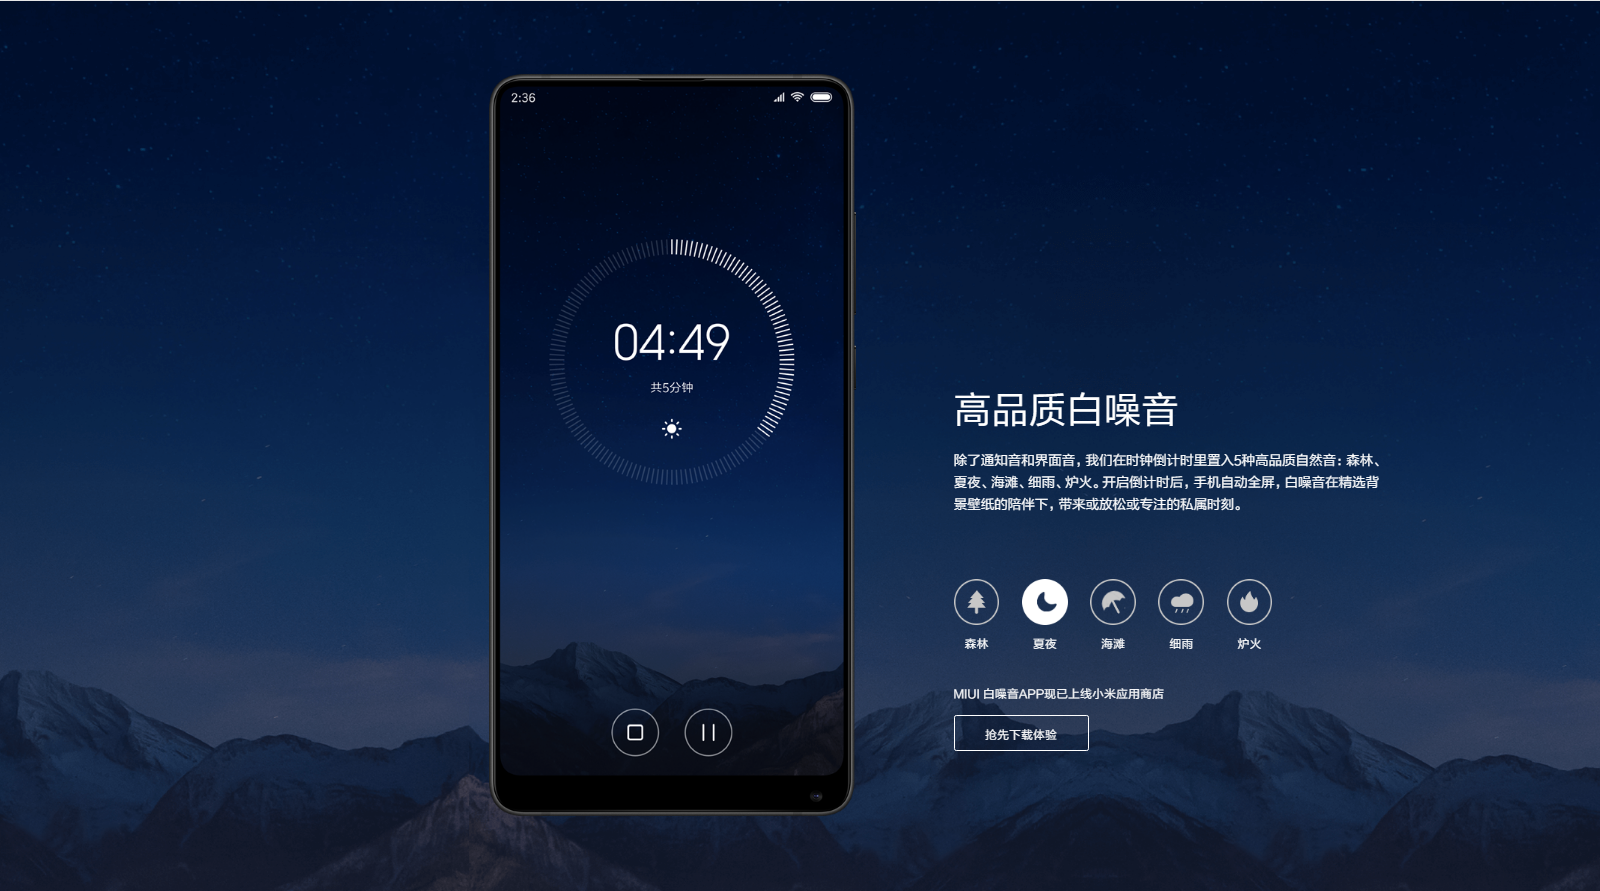 2:36
04:49
共5分钟
高品质白噪音
除了通知音和界面音，我们在时钟倒计时里置入5种高品质自然音：森林、
夏夜、海滩、细雨、炉火。开启倒计时后，手机自动全屏，白噪音在精选背
景壁纸的陪伴下，带来或放松或专注的私属时刻。
森林
夏夜
海滩
细雨
炉火
MIUI 白噪音APP现已上线小米应用商店
抢先下载体验